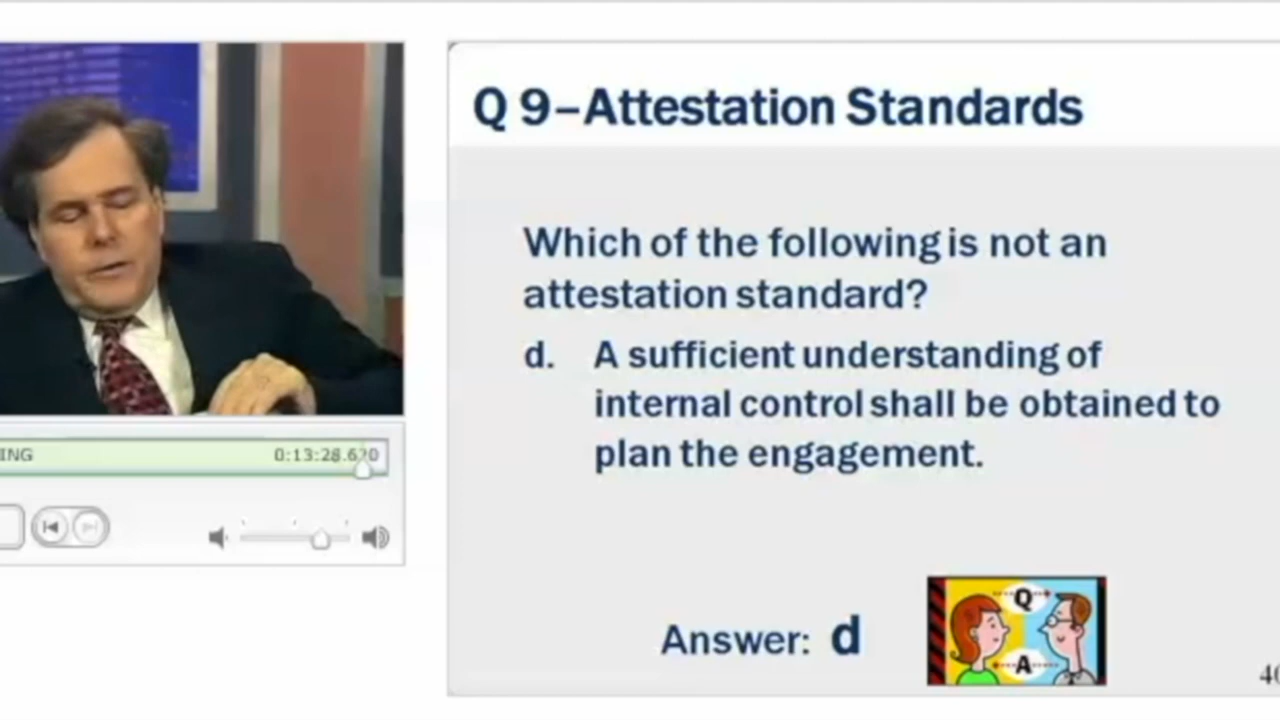 Q 9–Attestation Standards
Which of the following is not an
attestation standard?
d. A sufficient understanding of
internal control shall be obtained to
plan the engagement.
Answer: d
Q
A
ING 0:13:28.6